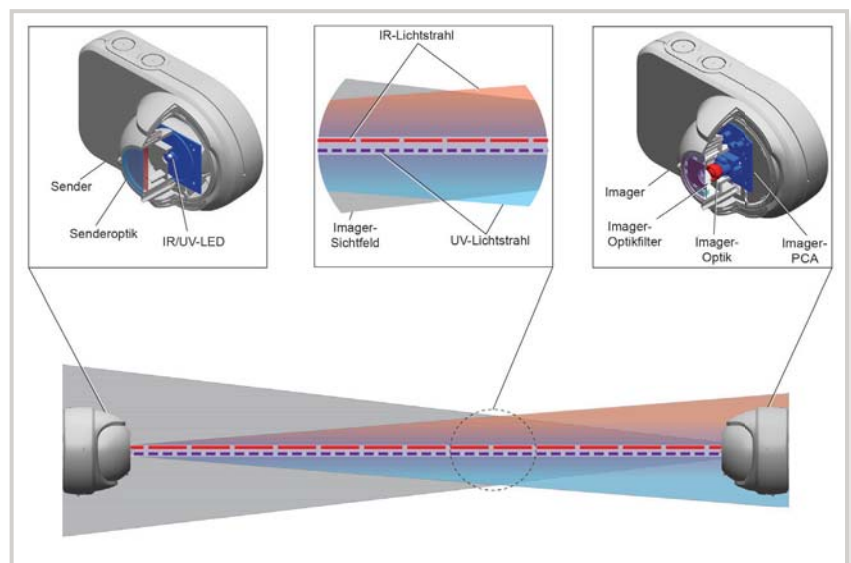 Sender
Senderoptik
IR/UV-LED
IR-Lichtstrahl
Imager-
Sichtfeld
UV-Lichtstrahl
Imager
Imager-
Optikfilter
Imager-
Optik
Imager-
PCA